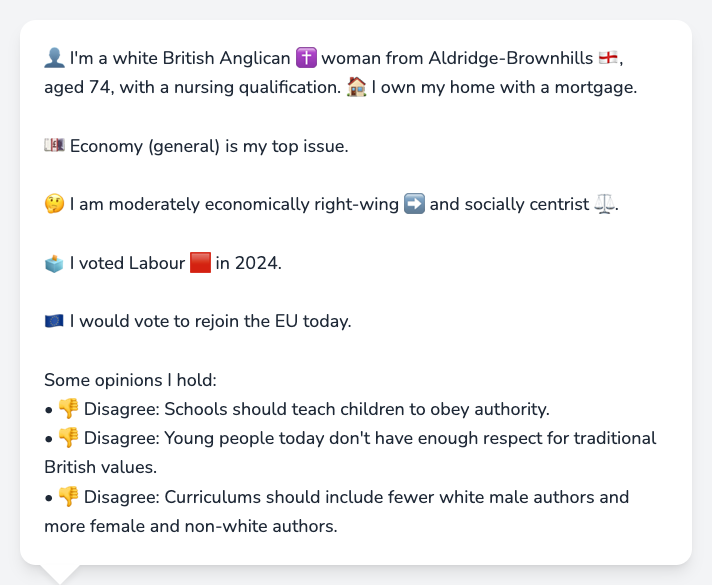 👤 I'm a white British Anglican ✝️ woman from Aldridge-Brownhills 🏴󠁧󠁢󠁥󠁮󠁧󠁿,
aged 74, with a nursing qualification. 🏠 I own my home with a mortgage.
💷 Economy (general) is my top issue.
🤔 I am moderately economically right-wing ➡️ and socially centrist ⚖️.
🗳️ I voted Labour 🟥 in 2024.
🇪🇺 I would vote to rejoin the EU today.
Some opinions I hold:
• 👎 Disagree: Schools should teach children to obey authority.
• 👎 Disagree: Young people today don't have enough respect for traditional
British values.
• 👎 Disagree: Curriculums should include fewer white male authors and
more female and non-white authors.